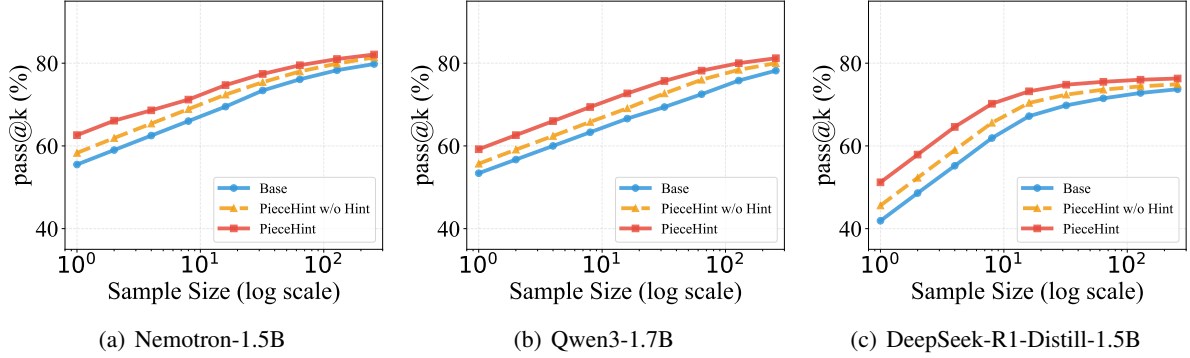 pass@k (%)
80
60
40
Base
PieceHint w/o Hint
PieceHint
10^0
10^1
10^2
Sample Size (log scale)
(a) Nemotron-1.5B
pass@k (%)
80
60
40
Base
PieceHint w/o Hint
PieceHint
10^0
10^1
10^2
Sample Size (log scale)
(b) Qwen3-1.7B
pass@k (%)
80
60
40
Base
PieceHint w/o Hint
PieceHint
10^0
10^1
10^2
Sample Size (log scale)
(c) DeepSeek-R1-Distill-1.5B